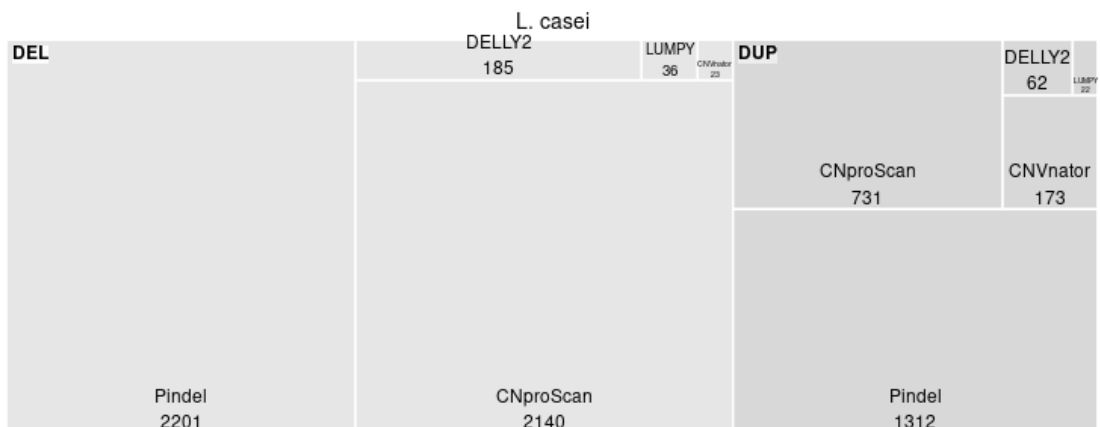 L. casei
DEL
DELLY2
185
LUMPY
36
CNVnator
23
Pindel
2201
CNproScan
2140
DUP
DELLY2
62
LUMPY
22
CNproScan
731
CNVnator
173
Pindel
1312